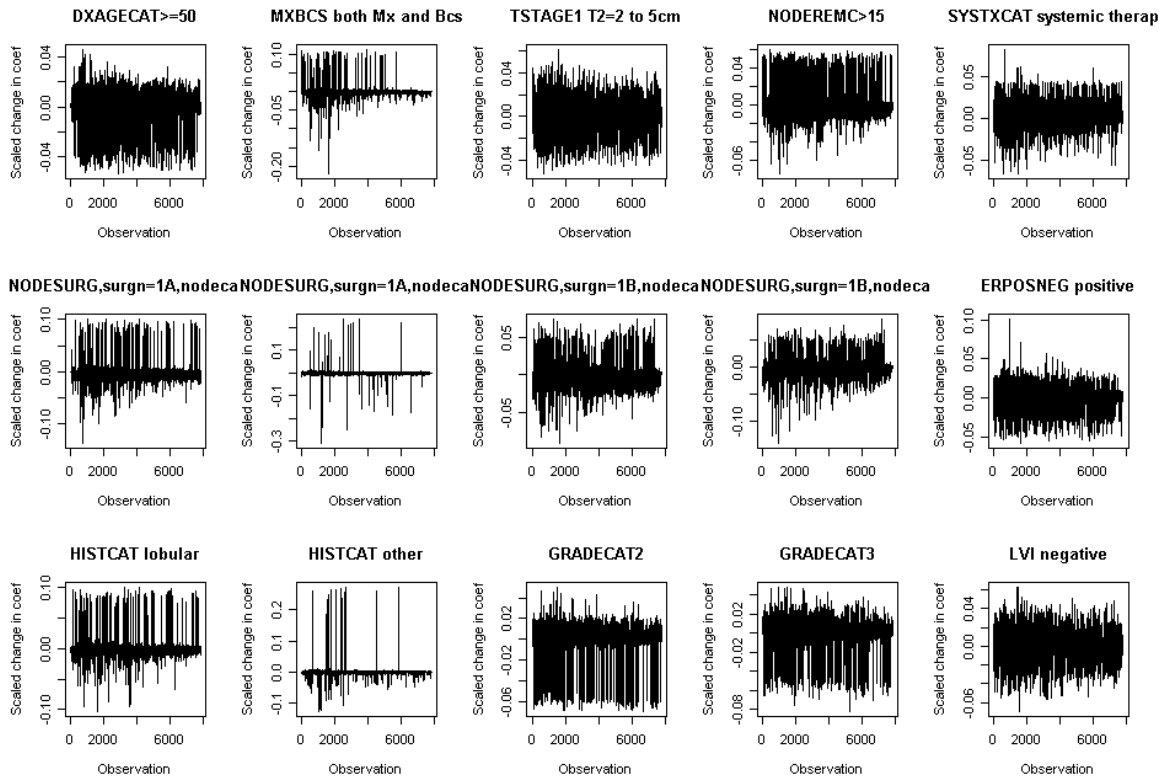 DXAGECAT>=50
MXBCS both Mx and Bcs
TSTAGE1 T2=2 to 5cm
NODEREMC>15
SYSTXCAT systemic therap
Scaled change in coef
-0.04 0.00 0.04
0 2000 6000
Observation
Scaled change in coef
-0.20 -0.05 0.10
0 2000 6000
Observation
Scaled change in coef
-0.04 0.00 0.04
0 2000 6000
Observation
Scaled change in coef
-0.06 0.00 0.04
0 2000 6000
Observation
Scaled change in coef
-0.05 0.00 0.05
0 2000 6000
Observation
NODESURG,surgn=1A,nodeca
NODESURG,surgn=1A,nodeca
NODESURG,surgn=1B,nodeca
NODESURG,surgn=1B,nodeca
ERPOSNEG positive
Scaled change in coef
-0.10 0.00 0.10
0 2000 6000
Observation
Scaled change in coef
-0.3 -0.1 0.1
0 2000 6000
Observation
Scaled change in coef
-0.05 0.05
0 2000 6000
Observation
Scaled change in coef
-0.10 0.00
0 2000 6000
Observation
Scaled change in coef
-0.05 0.00 0.05 0.10
0 2000 6000
Observation
HISTCAT lobular
HISTCAT other
GRADECAT2
GRADECAT3
LVI negative
Scaled change in coef
-0.10 0.00 0.10
0 2000 6000
Observation
Scaled change in coef
-0.1 0.0 0.1 0.2
0 2000 6000
Observation
Scaled change in coef
-0.06 -0.02 0.02
0 2000 6000
Observation
Scaled change in coef
-0.08 -0.02 0.02
0 2000 6000
Observation
Scaled change in coef
-0.06 0.00 0.04
0 2000 6000
Observation